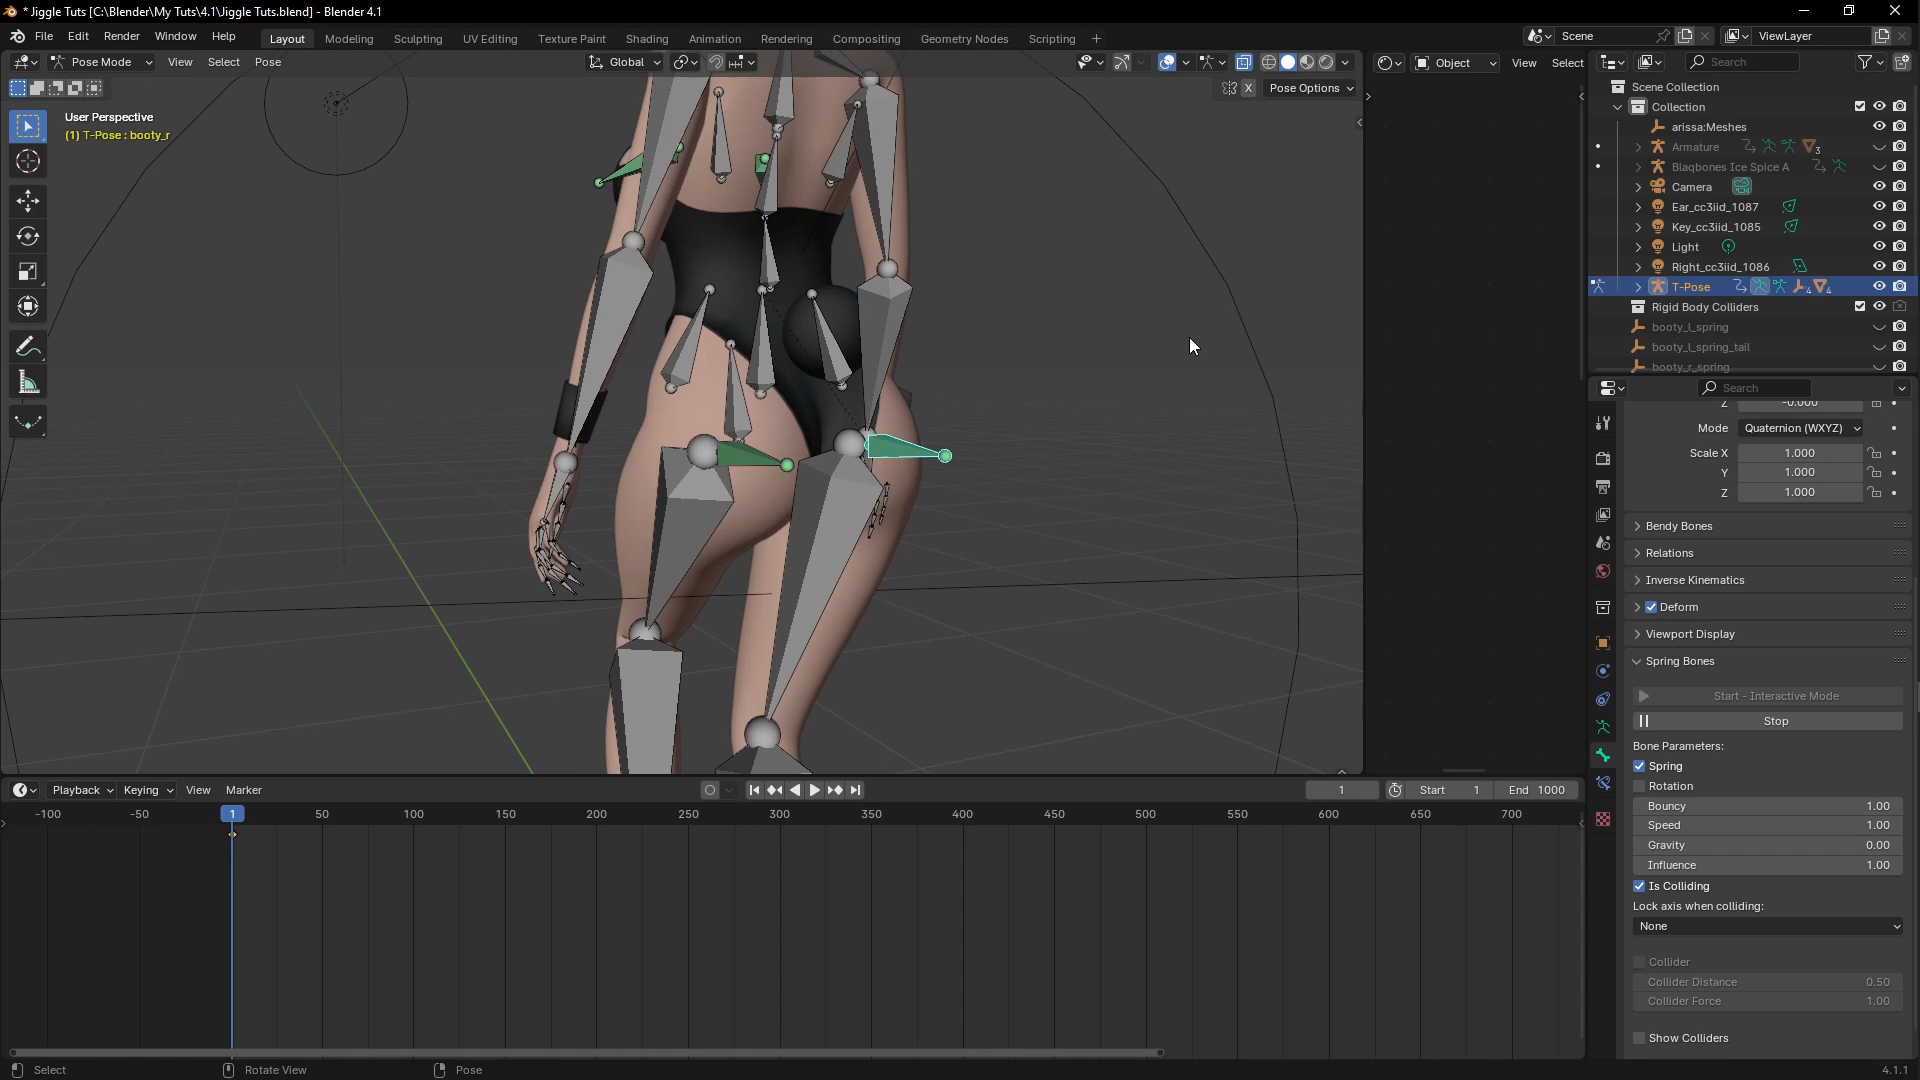 * Jiggle Tuts [C:\Blender\My Tuts\4.1\Jiggle Tuts.blend] - Blender 4.1
File Edit Render Window Help Layout Modeling Sculpting UV Editing Texture Paint Shading Animation Rendering Compositing Geometry Nodes Scripting + Scene ViewLayer
Pose Mode View Select Pose Global Object View Select Search
X Pose Options
User Perspective
(1) T-Pose : booty_r
Scene Collection
Collection
arissa:Meshes
Armature 3
Blaqbones Ice Spice A
Camera
Ear_cc3iid_1087
Key_cc3iid_1085
Light
Right_cc3iid_1086
T-Pose 4 4
Rigid Body Colliders
booty_l_spring
booty_l_spring_tail
booty_r_spring
Search
Z -0.000
Mode Quaternion (WXYZ)
Scale X 1.000
Y 1.000
Z 1.000
Bendy Bones
Relations
Inverse Kinematics
Deform
Viewport Display
Spring Bones
Start - Interactive Mode
Stop
Bone Parameters:
Spring
Rotation
Bouncy 1.00
Speed 1.00
Gravity 0.00
Influence 1.00
Is Colliding
Lock axis when colliding:
None
Collider
Collider Distance 0.50
Collider Force 1.00
Show Colliders
Playback Keying View Marker 1 Start 1 End 1000
-100 -50 1 50 100 150 200 250 300 350 400 450 500 550 600 650 700
Select Rotate View Pose 4.1.1